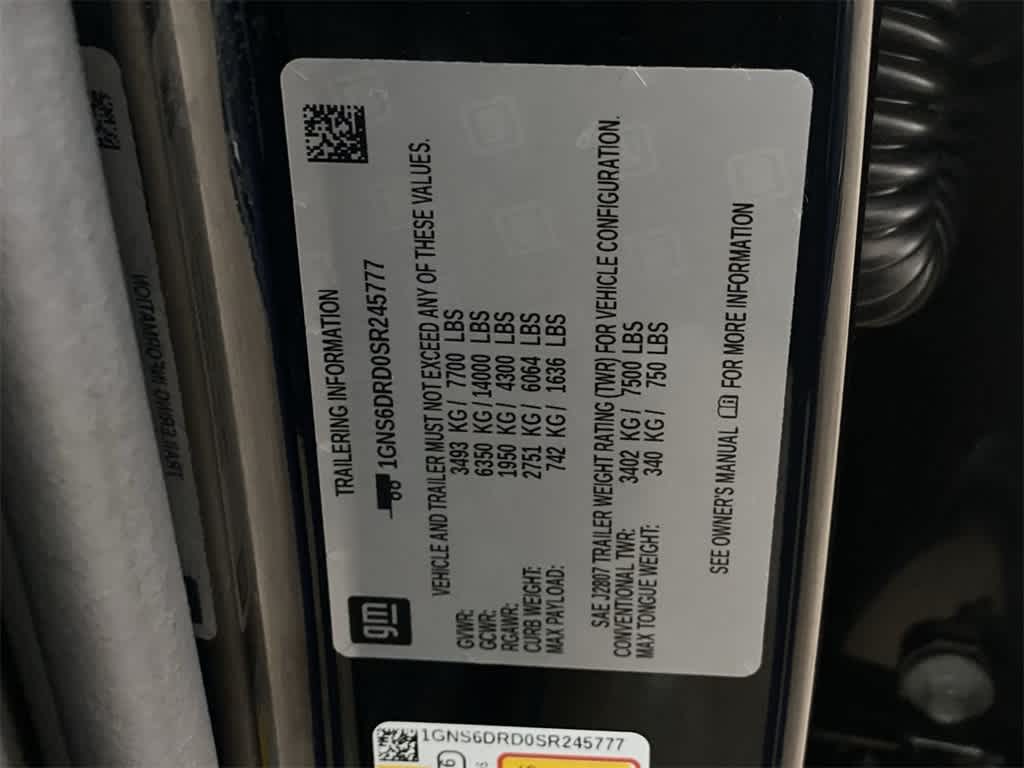 gm
TRAILERING INFORMATION
1GNS6DRD0SR245777
VEHICLE AND TRAILER MUST NOT EXCEED ANY OF THESE VALUES.
GVWR: 3493 KG / 7700 LBS
GCWR: 6350 KG / 14000 LBS
RGAWR: 1950 KG / 4300 LBS
CURB WEIGHT: 2751 KG / 6064 LBS
MAX PAYLOAD: 742 KG / 1636 LBS
SAE J2807 TRAILER WEIGHT RATING (TWR) FOR VEHICLE CONFIGURATION.
CONVENTIONAL TWR: 3402 KG / 7500 LBS
MAX TONGUE WEIGHT: 340 KG / 750 LBS
SEE OWNER'S MANUAL FOR MORE INFORMATION
1GNS6DRD0SR245777